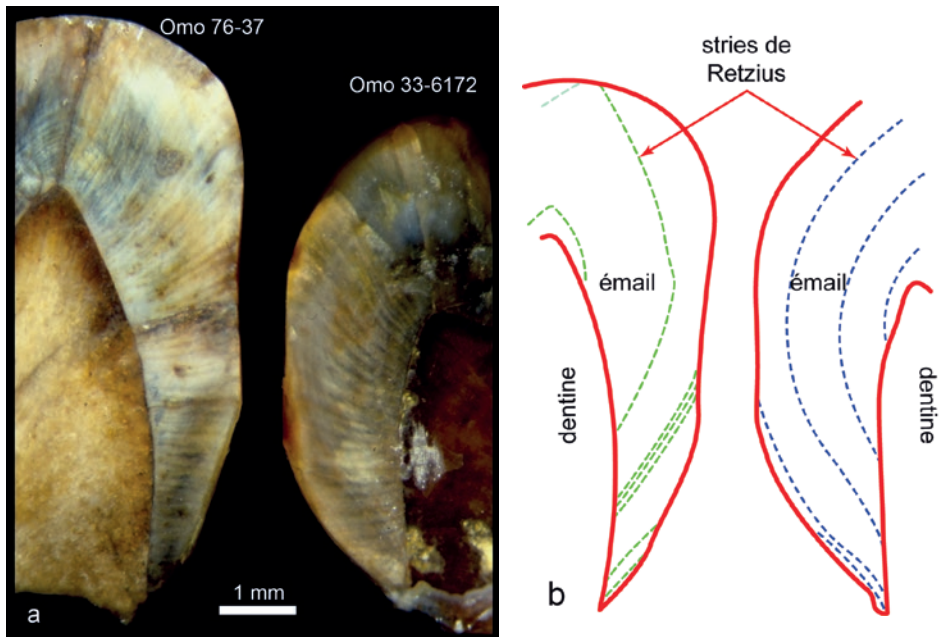 Omo 76-37
Omo 33-6172
1 mm
a
stries de
Retzius
émail
émail
dentine
dentine
b